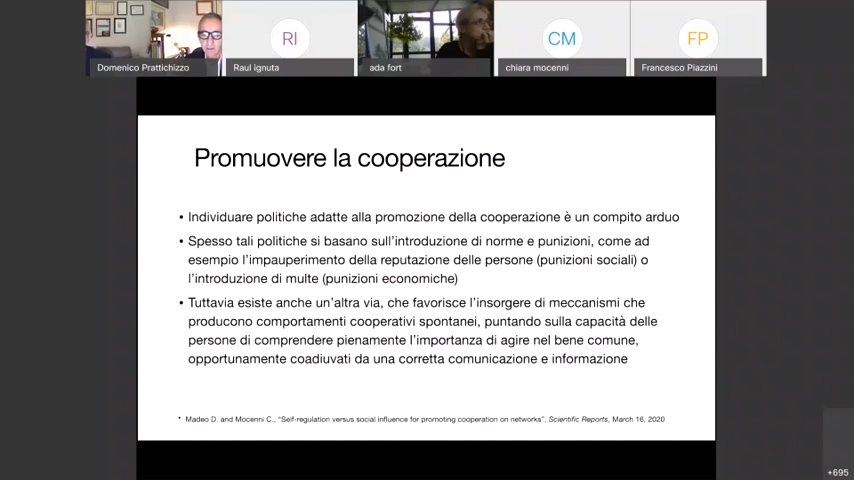 RI
CM
FP
Domenico Prattichizzo
Raul ignuta
ada fort
chiara mocenni
Francesco Piazzini
Promuovere la cooperazione
• Individuare politiche adatte alla promozione della cooperazione è un compito arduo
• Spesso tali politiche si basano sull'introduzione di norme e punizioni, come ad
esempio l'impauperimento della reputazione delle persone (punizioni sociali) o
l'introduzione di multe (punizioni economiche)
• Tuttavia esiste anche un'altra via, che favorisce l'insorgere di meccanismi che
producono comportamenti cooperativi spontanei, puntando sulla capacità delle
persone di comprendere pienamente l'importanza di agire nel bene comune,
opportunamente coadiuvati da una corretta comunicazione e informazione
* Madeo D. and Mocenni C., "Self-regulation versus social influence for promoting cooperation on networks", Scientific Reports, March 16, 2020
+695